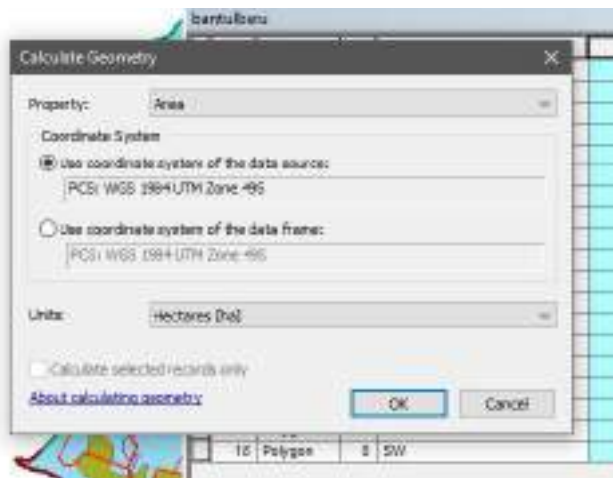 bantulbaru
Calculate Geometry
Property: Area
Coordinate System
Use coordinate system of the data source:
PCS: WGS 1984 UTM Zone 49S
Use coordinate system of the data frame:
PCS: WGS 1984 UTM Zone 49S
Units: Hectares [ha]
Calculate selected records only
About calculating geometry
OK Cancel
16 Polygon 8 SW